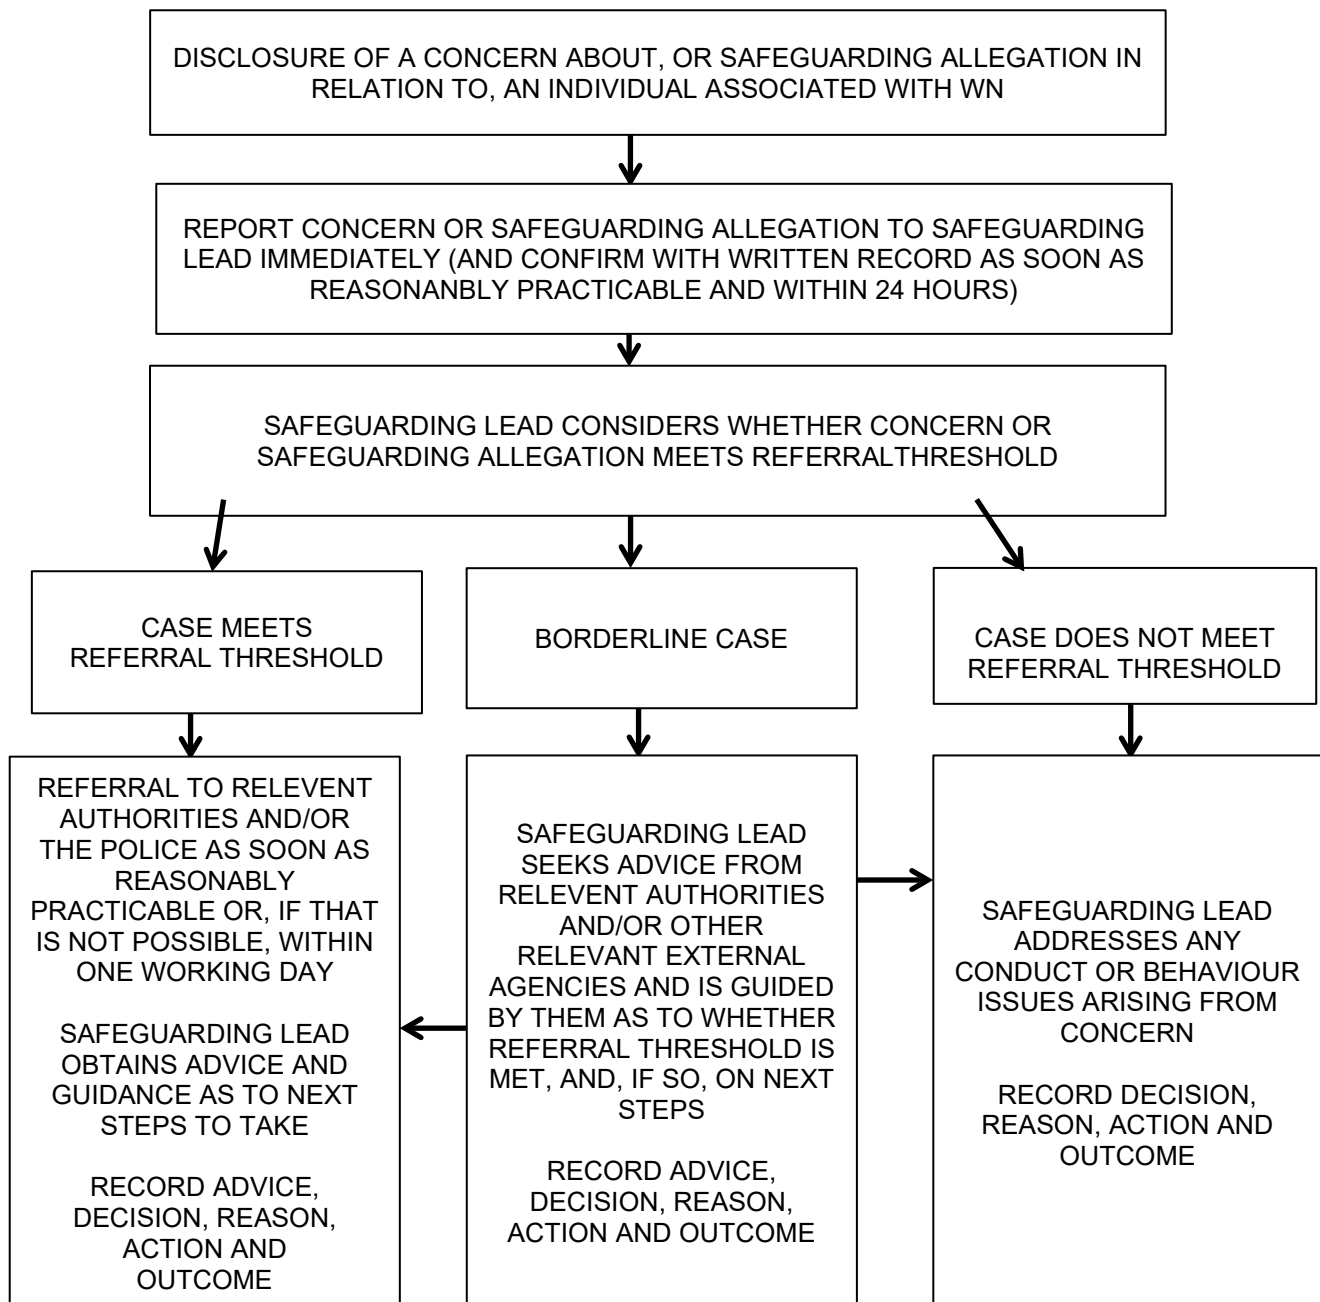 DISCLOSURE OF A CONCERN ABOUT, OR SAFEGUARDING ALLEGATION IN
RELATION TO, AN INDIVIDUAL ASSOCIATED WITH WN
REPORT CONCERN OR SAFEGUARDING ALLEGATION TO SAFEGUARDING
LEAD IMMEDIATELY (AND CONFIRM WITH WRITTEN RECORD AS SOON AS
REASONANBLY PRACTICABLE AND WITHIN 24 HOURS)
SAFEGUARDING LEAD CONSIDERS WHETHER CONCERN OR
SAFEGUARDING ALLEGATION MEETS REFERRALTHRESHOLD
CASE MEETS
REFERRAL THRESHOLD
BORDERLINE CASE
CASE DOES NOT MEET
REFERRAL THRESHOLD
REFERRAL TO RELEVENT
AUTHORITIES AND/OR
THE POLICE AS SOON AS
REASONABLY
PRACTICABLE OR, IF THAT
IS NOT POSSIBLE, WITHIN
ONE WORKING DAY
SAFEGUARDING LEAD
OBTAINS ADVICE AND
GUIDANCE AS TO NEXT
STEPS TO TAKE
RECORD ADVICE,
DECISION, REASON,
ACTION AND
OUTCOME
SAFEGUARDING LEAD
SEEKS ADVICE FROM
RELEVENT AUTHORITIES
AND/OR OTHER
RELEVANT EXTERNAL
AGENCIES AND IS GUIDED
BY THEM AS TO WHETHER
REFERRAL THRESHOLD IS
MET, AND, IF SO, ON NEXT
STEPS
RECORD ADVICE,
DECISION, REASON,
ACTION AND OUTCOME
SAFEGUARDING LEAD
ADDRESSES ANY
CONDUCT OR BEHAVIOUR
ISSUES ARISING FROM
CONCERN
RECORD DECISION,
REASON, ACTION AND
OUTCOME